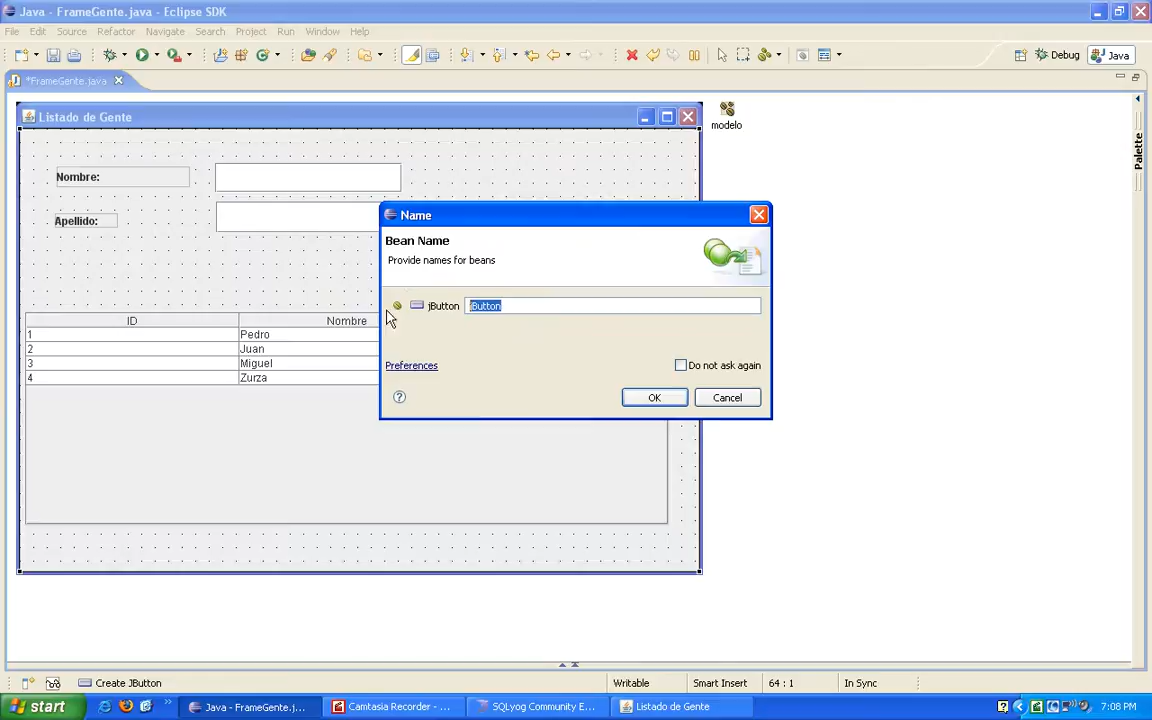 Java - FrameGente - Eclipse SDK
File Edit Source Refactor Navigate Search Project Run Window Help
Debug Java
*FrameGente.java
Listado de Gente
modelo
Palette
Nombre:
Apellido:
Name
Bean Name
Provide names for beans
jButton jButton
Preferences
Do not ask again
? OK Cancel
ID Nombre
1 Pedro
2 Juan
3 Miguel
4 Zurza
Create JButton Writable Smart Insert 64 : 1 In Sync
start Java - FrameGente.j... Camtasia Recorder - ... SQLyog Community E... Listado de Gente 7:08 PM